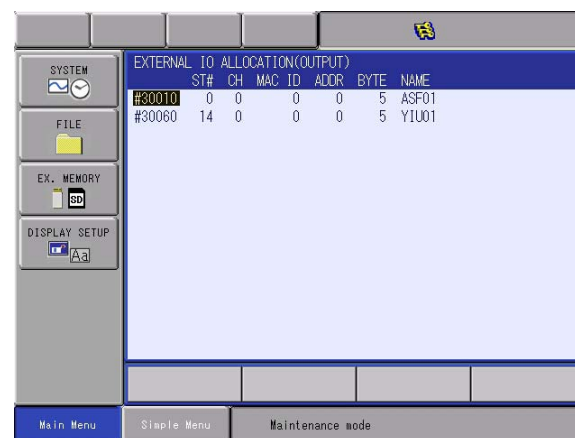 SYSTEM
FILE
EX. MEMORY
SD
DISPLAY SETUP
Aa
EXTERNAL IO ALLOCATION(OUTPUT)
ST# CH MAC ID ADDR BYTE NAME
#30010 0 0 0 0 5 ASF01
#30060 14 0 0 0 5 YIU01
Main Menu
Simple Menu
Maintenance mode